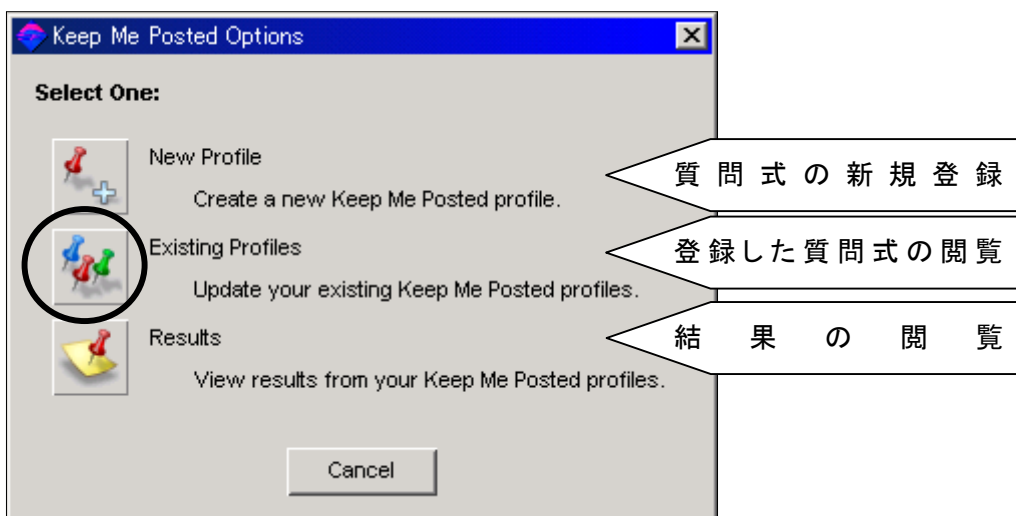 Keep Me Posted Options
Select One:
New Profile
質問式の新規登録
Create a new Keep Me Posted profile.
Existing Profiles
登録した質問式の閲覧
Update your existing Keep Me Posted profiles.
Results
結果の閲覧
View results from your Keep Me Posted profiles.
Cancel